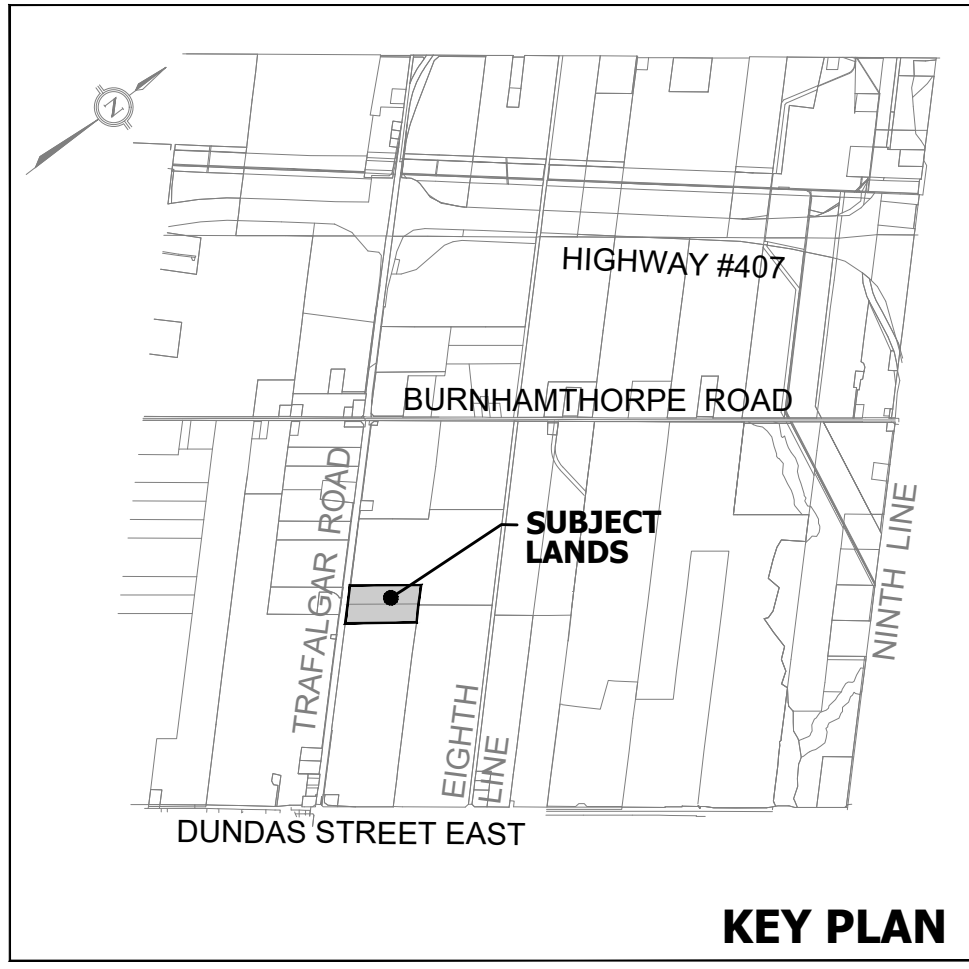 N
HIGHWAY #407
BURNHAMTHORPE ROAD
TRAFALGAR ROAD
SUBJECT
LANDS
NINTH LINE
EIGHTH
LINE
DUNDAS STREET EAST
KEY PLAN